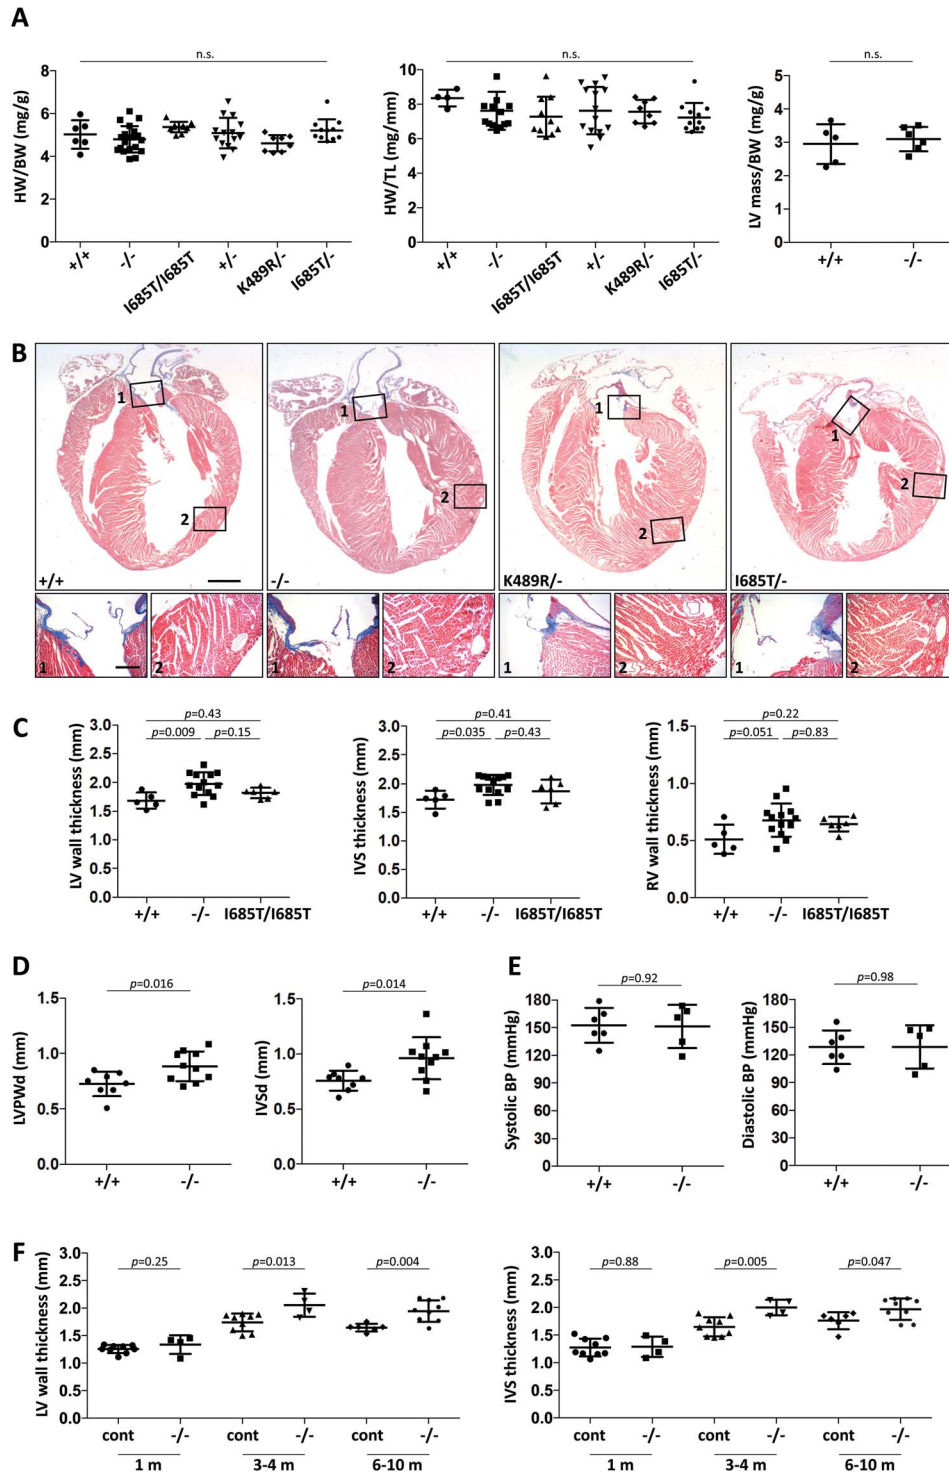 A
n.s.
n.s.
n.s.
HW/BW (mg/g)
8
6
4
2
0
+/+
-/-
I685T/I685T
+/-
K489R/-
I685T/-
HW/TL (mg/mm)
10
8
6
4
2
0
+/+
-/-
I685T/I685T
+/-
K489R/-
I685T/-
LV mass/BW (mg/g)
5
4
3
2
1
0
+/+
-/-
B
1
2
+/+
1
2
-/-
1
2
K489R/-
1
2
I685T/-
1
2
1
2
1
2
1
2
C
p=0.43
p=0.009
p=0.15
LV wall thickness (mm)
3.0
2.5
2.0
1.5
1.0
0.5
0.0
+/+
-/-
I685T/I685T
p=0.41
p=0.035
p=0.43
IVS thickness (mm)
3.0
2.5
2.0
1.5
1.0
0.5
0.0
+/+
-/-
I685T/I685T
p=0.22
p=0.051
p=0.83
RV wall thickness (mm)
1.5
1.0
0.5
0.0
+/+
-/-
I685T/I685T
D
p=0.016
LVPWd (mm)
1.5
1.0
0.5
0.0
+/+
-/-
p=0.014
IVSd (mm)
1.5
1.0
0.5
0.0
+/+
-/-
E
p=0.92
Systolic BP (mmHg)
180
150
120
90
60
30
0
+/+
-/-
p=0.98
Diastolic BP (mmHg)
180
150
120
90
60
30
0
+/+
-/-
F
p=0.25
p=0.013
p=0.004
LV wall thickness (mm)
3.0
2.5
2.0
1.5
1.0
0.5
0.0
cont
-/-
cont
-/-
cont
-/-
1 m
3-4 m
6-10 m
p=0.88
p=0.005
p=0.047
IVS thickness (mm)
3.0
2.5
2.0
1.5
1.0
0.5
0.0
cont
-/-
cont
-/-
cont
-/-
1 m
3-4 m
6-10 m